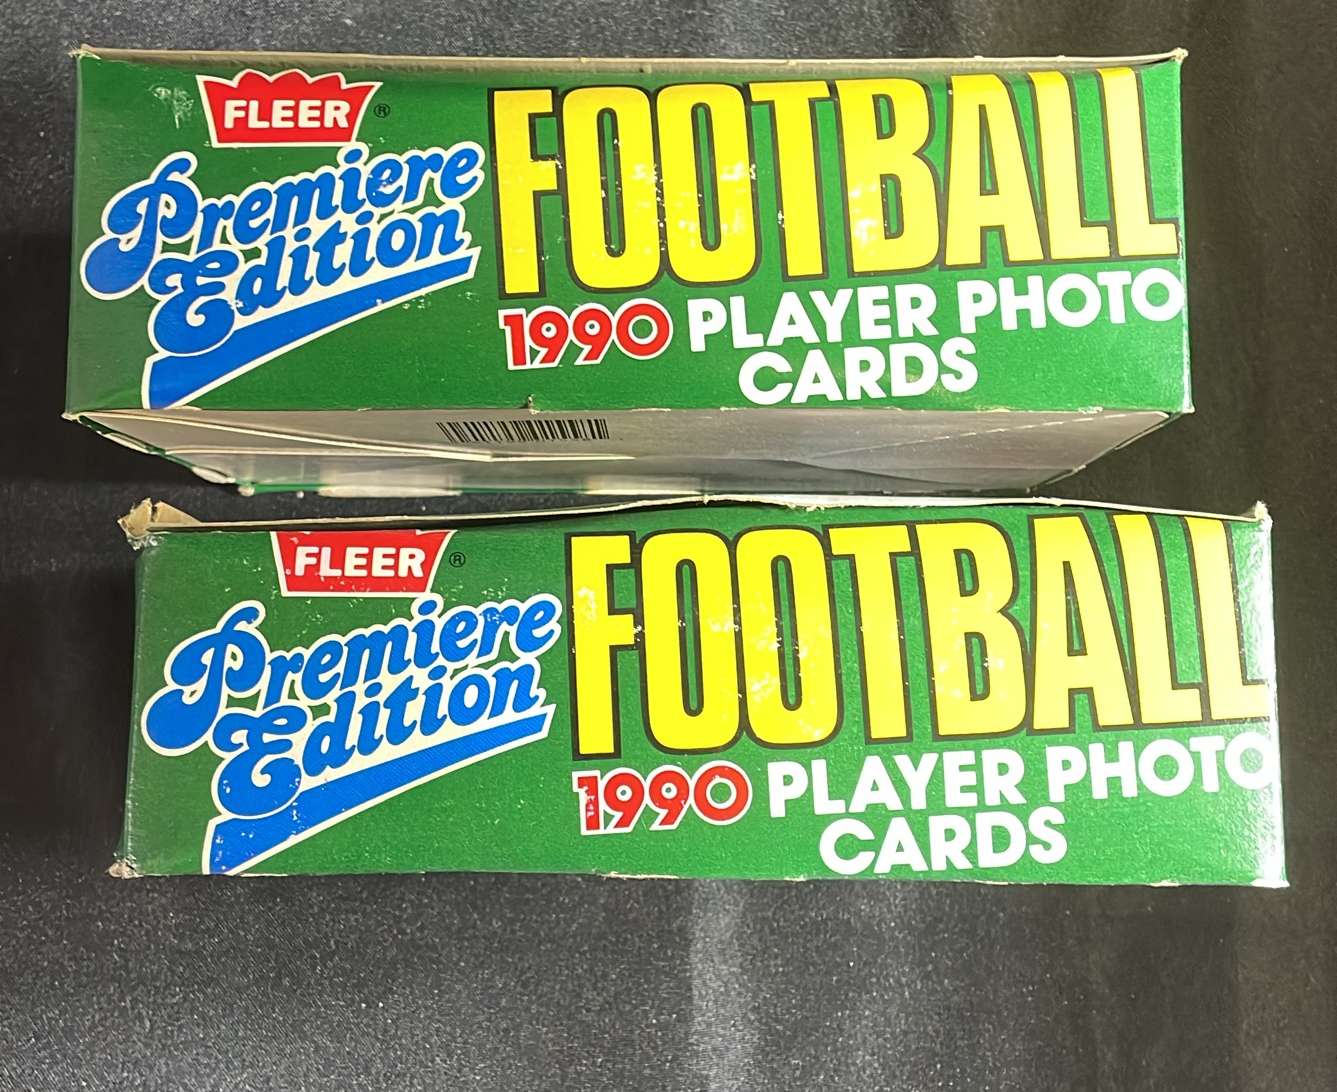 FLEER ®
Premiere
Edition
FOOTBALL
1990 PLAYER PHOTO
CARDS
FLEER ®
Premiere
Edition
FOOTBALL
1990 PLAYER PHOTO
CARDS